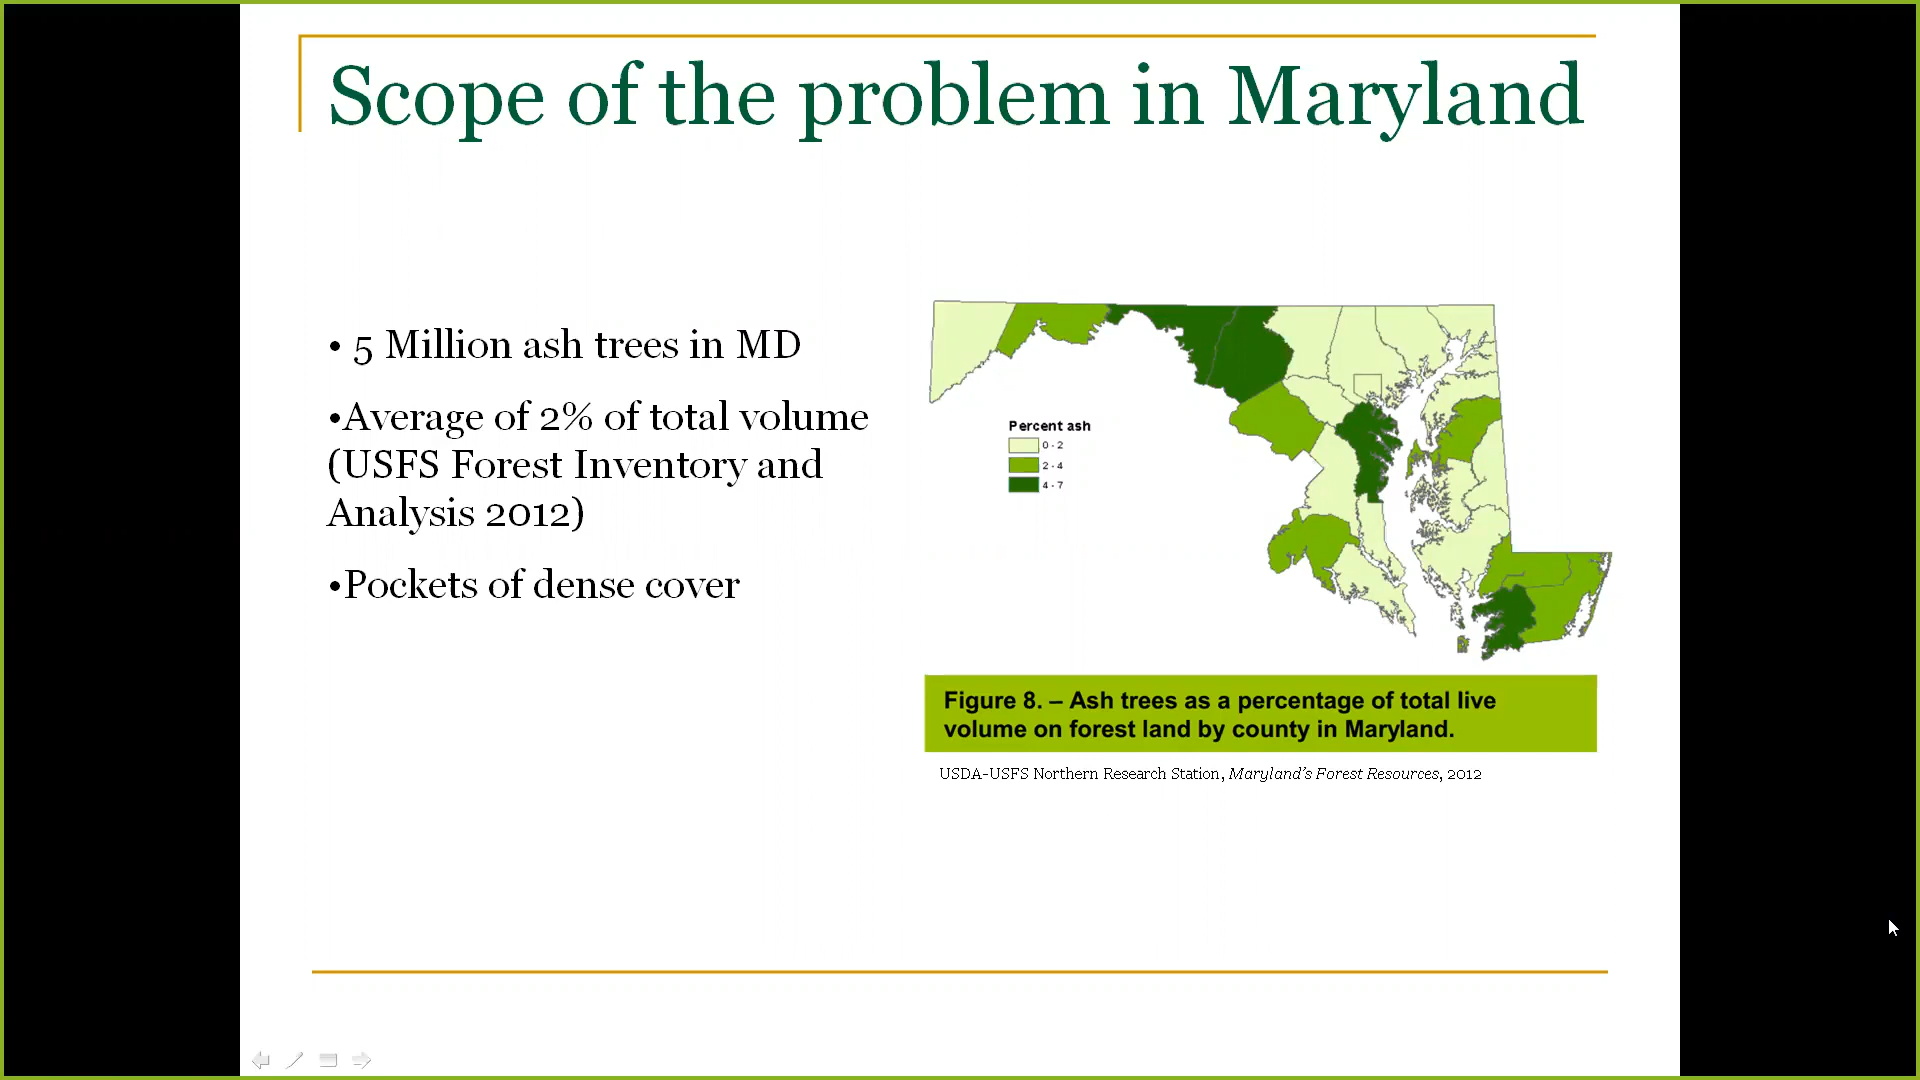 Scope of the problem in Maryland
• 5 Million ash trees in MD
•Average of 2% of total volume
(USFS Forest Inventory and
Analysis 2012)
•Pockets of dense cover
Percent ash
0 - 2
2 - 4
4 - 7
Figure 8. – Ash trees as a percentage of total live
volume on forest land by county in Maryland.
USDA-USFS Northern Research Station, Maryland's Forest Resources, 2012